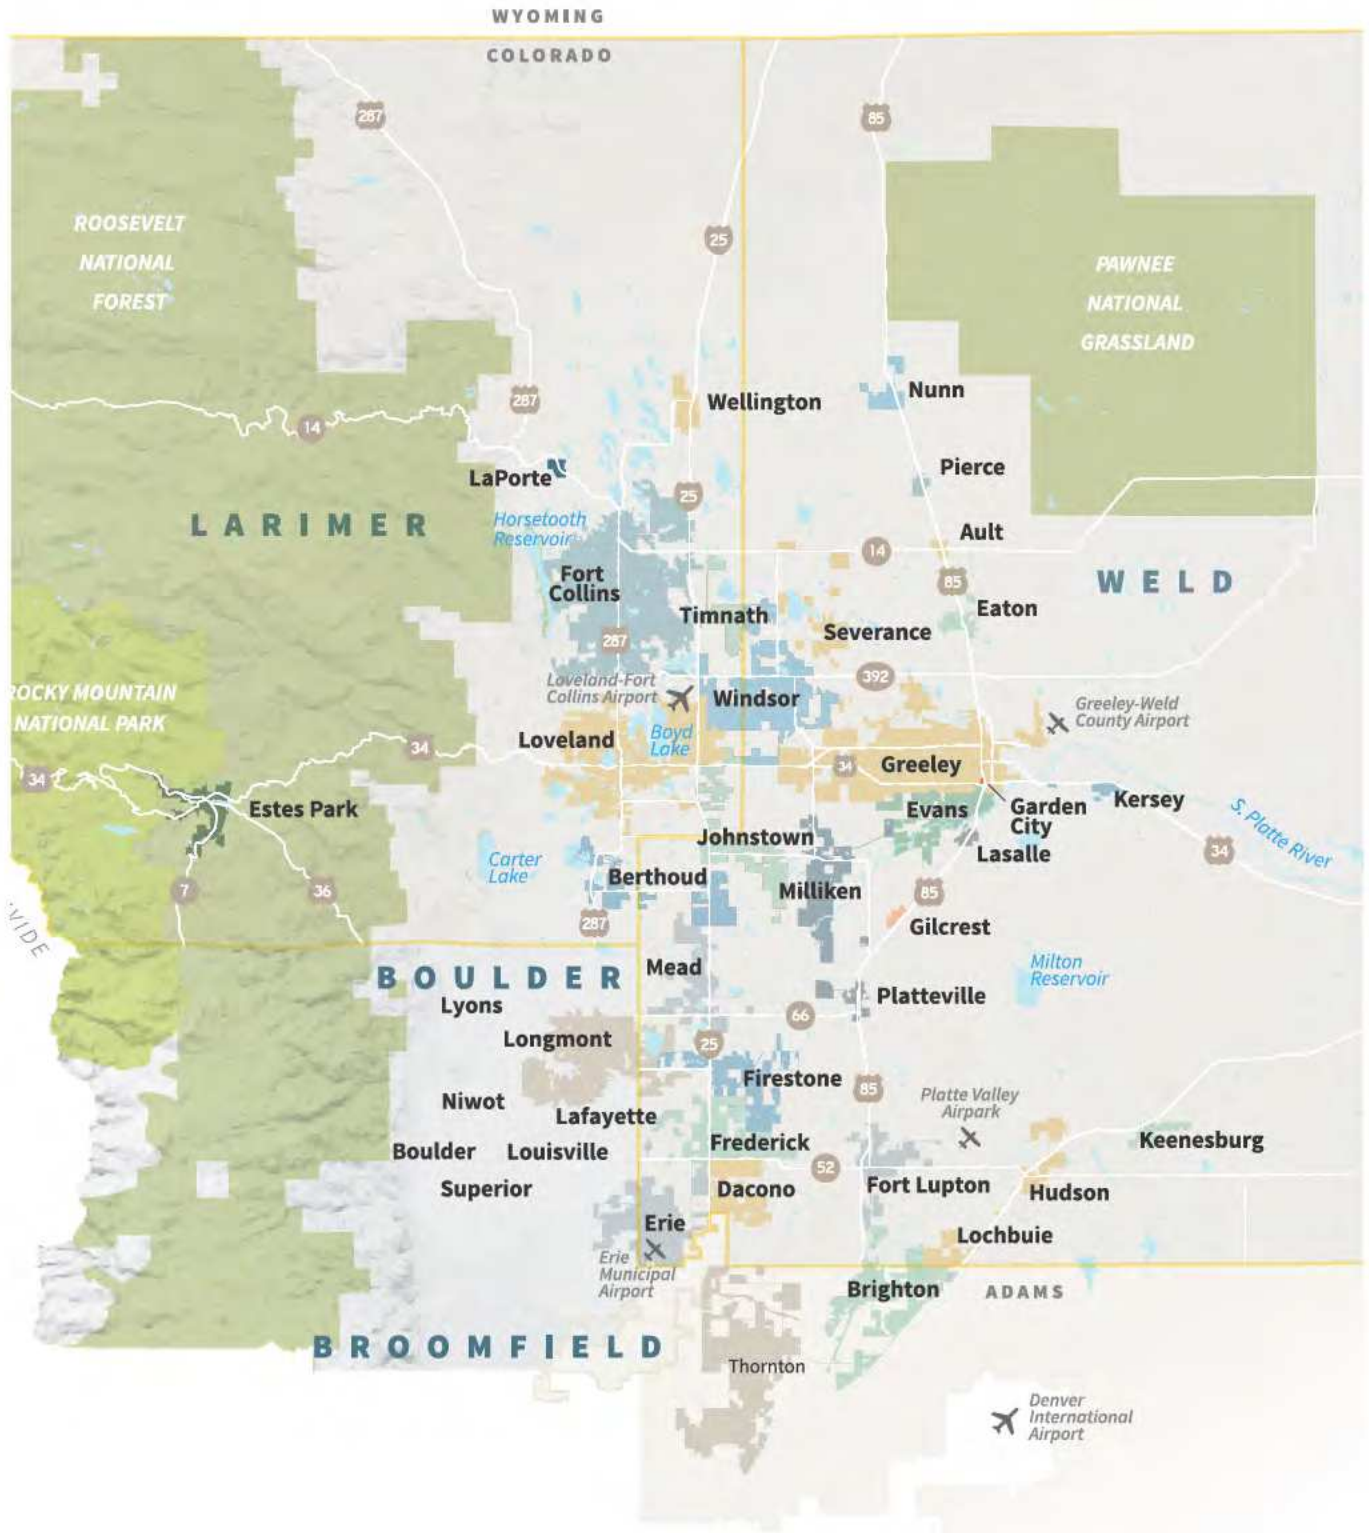 WYOMING
COLORADO
287
85
ROOSEVELT
NATIONAL
FOREST
25
PAWNEE
NATIONAL
GRASSLAND
287
Wellington
Nunn
14
LaPorte
Pierce
25
Horsetooth
Reservoir
LARIMER
Ault
14
WELD
Fort
Collins
85
Eaton
Timnath
Severance
287
392
Loveland-Fort
Collins Airport
ROCKY MOUNTAIN
NATIONAL PARK
Windsor
Greeley-Weld
County Airport
Boyd
Lake
Loveland
34
34
34
Greeley
Estes Park
Evans
Garden
City
Kersey
S. Platte River
Johnstown
Lasalle
34
Carter
Lake
Berthoud
Milliken
7
36
85
287
Gilcrest
VIDE
BOULDER
Mead
Milton
Reservoir
Lyons
Platteville
66
Longmont
25
Firestone
85
Niwot
Platte Valley
Airpark
Lafayette
Frederick
Keenesburg
Boulder
Louisville
52
Superior
Dacono
Fort Lupton
Hudson
Erie
Lochbuie
Erie
Municipal
Airport
Brighton
ADAMS
BROOMFIELD
Thornton
Denver
International
Airport